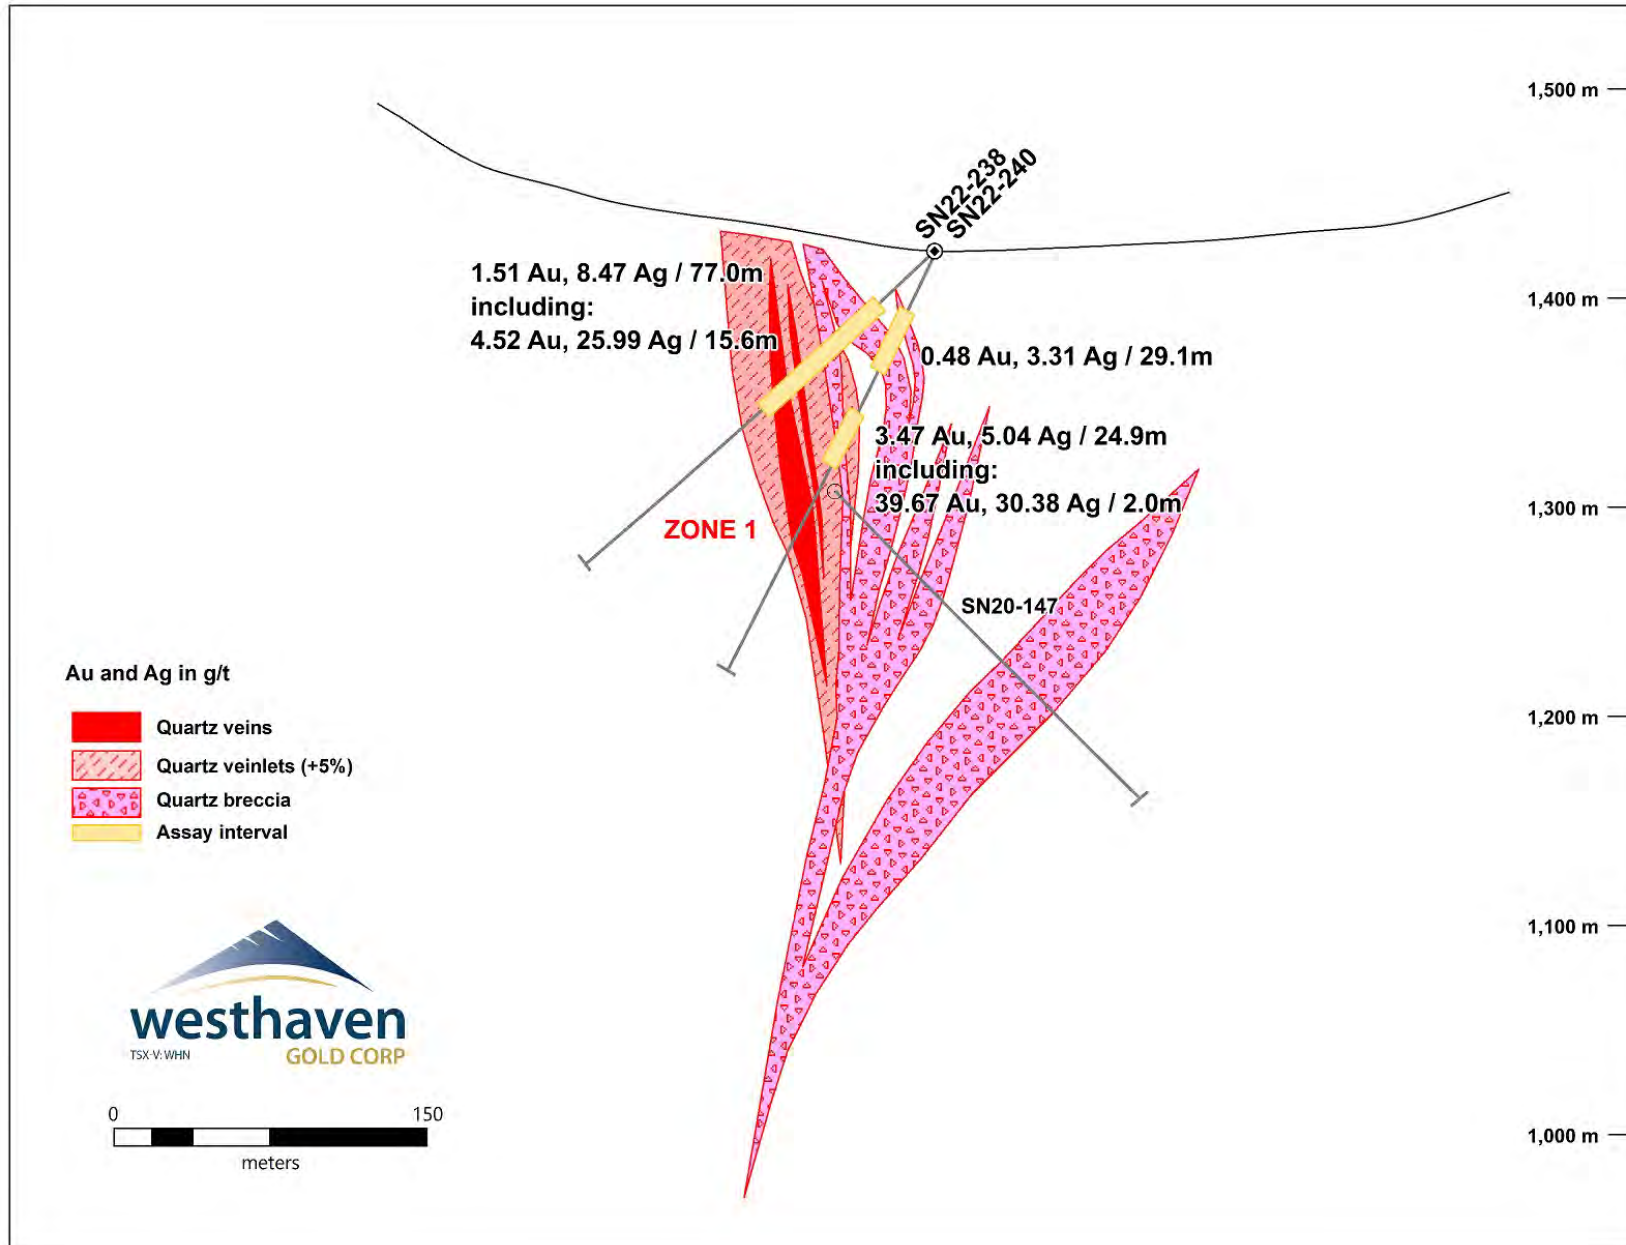 1,500 m
SN22-238
SN22-240
1.51 Au, 8.47 Ag / 77.0m
including:
4.52 Au, 25.99 Ag / 15.6m
1,400 m
0.48 Au, 3.31 Ag / 29.1m
3.47 Au, 5.04 Ag / 24.9m
including:
39.67 Au, 30.38 Ag / 2.0m
1,300 m
ZONE 1
SN20-147
Au and Ag in g/t
Quartz veins
Quartz veinlets (+5%)
Quartz breccia
Assay interval
1,200 m
1,100 m
westhaven
TSX-V: WHN
GOLD CORP
0 150
meters
1,000 m